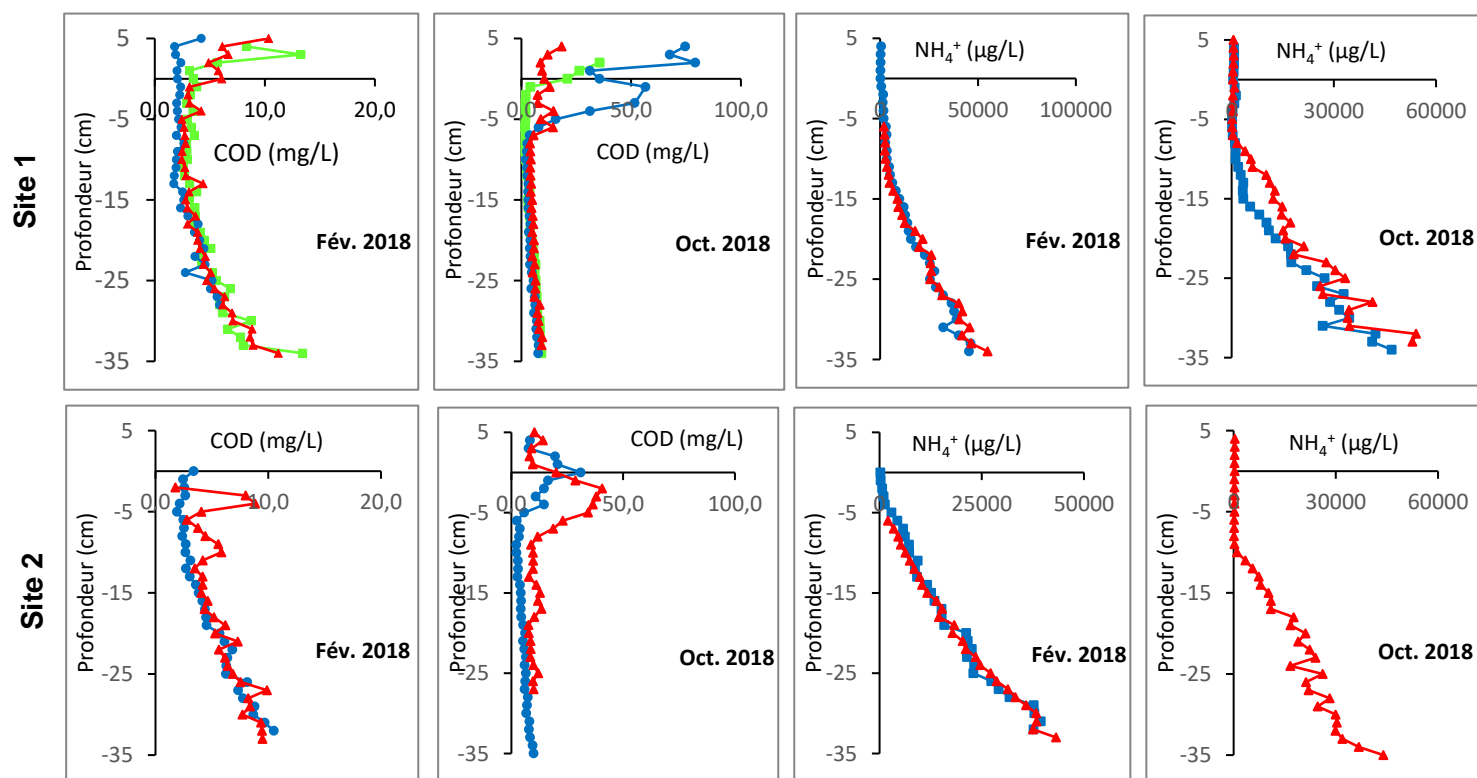 Site 1
5
-5
-15
-25
-35
0,0
10,0
20,0
COD (mg/L)
Profondeur (cm)
Fév. 2018
5
-5
-15
-25
-35
0,0
50,0
100,0
COD (mg/L)
Profondeur (cm)
Oct. 2018
NH₄⁺ (µg/L)
5
-5
-15
-25
-35
0
50000
100000
Profondeur (cm)
Fév. 2018
NH₄⁺ (µg/L)
5
-5
-15
-25
-35
0
30000
60000
Profondeur (cm)
Oct. 2018
Site 2
COD (mg/L)
5
-5
-15
-25
-35
0,0
10,0
20,0
Profondeur (cm)
Fév. 2018
COD (mg/L)
5
-5
-15
-25
-35
0,0
50,0
100,0
Profondeur (cm)
Oct. 2018
NH₄⁺ (µg/L)
5
-5
-15
-25
-35
0
25000
50000
Profondeur (cm)
Fév. 2018
NH₄⁺ (µg/L)
5
-5
-15
-25
-35
0
30000
60000
Profondeur (cm)
Oct. 2018